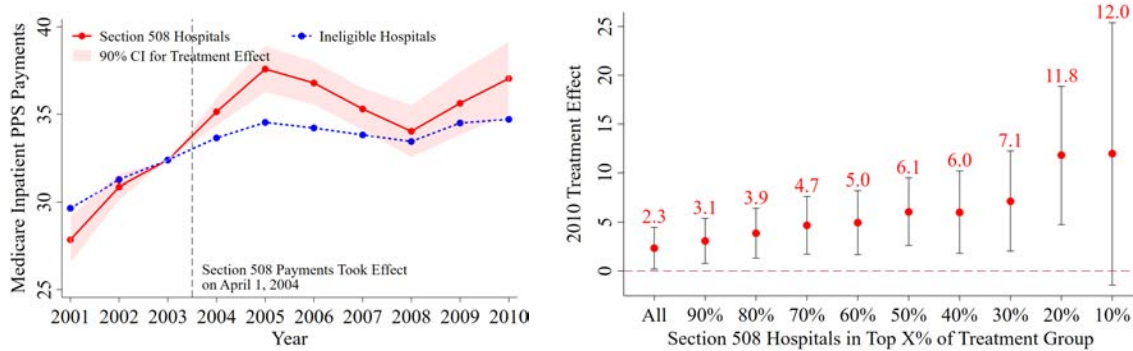 Medicare Inpatient PPS Payments
40
35
30
25
Section 508 Hospitals
Ineligible Hospitals
90% CI for Treatment Effect
Section 508 Payments Took Effect
on April 1, 2004
2001 2002 2003 2004 2005 2006 2007 2008 2009 2010
Year
2010 Treatment Effect
25
20
15
10
5
0
2.3
3.1
3.9
4.7
5.0
6.1
6.0
7.1
11.8
12.0
All 90% 80% 70% 60% 50% 40% 30% 20% 10%
Section 508 Hospitals in Top X% of Treatment Group